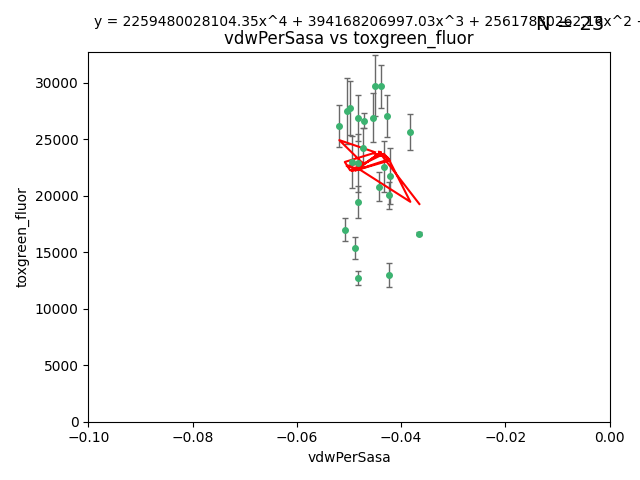 y = 2259480028104.35x^4 + 394168206997.03x^3 +
N = 23
vdwPerSasa vs toxgreen_fluor
toxgreen_fluor
30000
25000
20000
15000
10000
5000
0
−0.10 −0.08 −0.06 −0.04 −0.02 0.00
vdwPerSasa